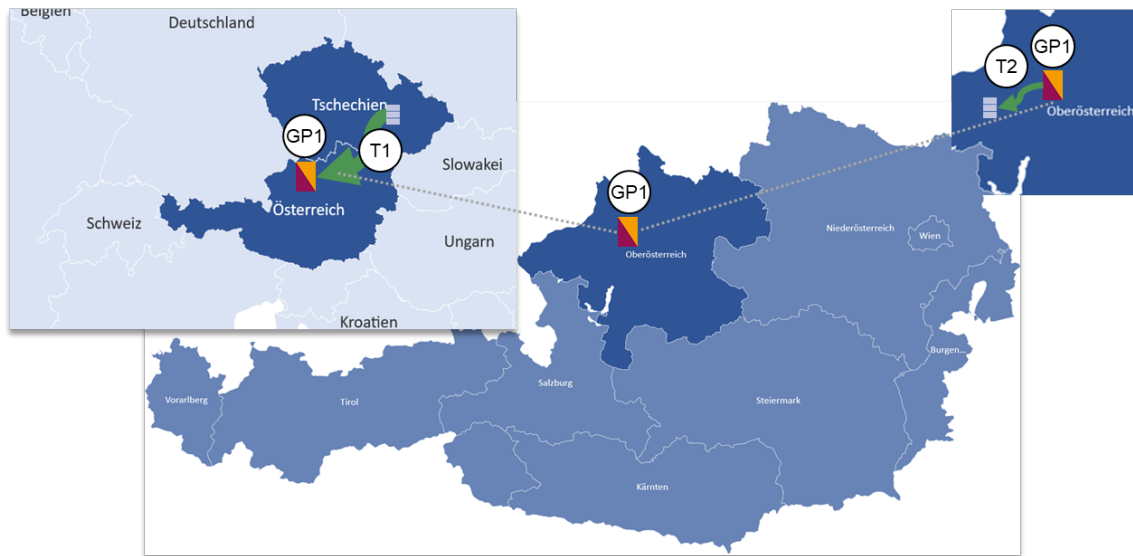 Belgien
Deutschland
Tschechien
GP1
T1
Slowakei
Österreich
Schweiz
Ungarn
Kroatien
GP1
T2
Oberösterreich
GP1
Oberösterreich
Niederösterreich
Wien
Burgen...
Salzburg
Vorarlberg
Tirol
Steiermark
Kärnten